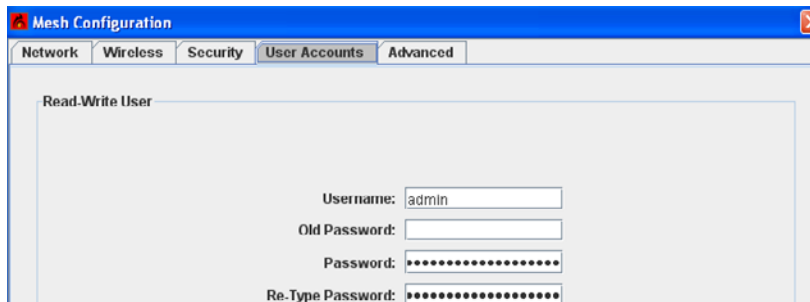 Mesh Configuration
Network Wireless Security User Accounts Advanced
Read-Write User
Username: admin
Old Password:
Password: •••••••••••••••••••
Re-Type Password: •••••••••••••••••••